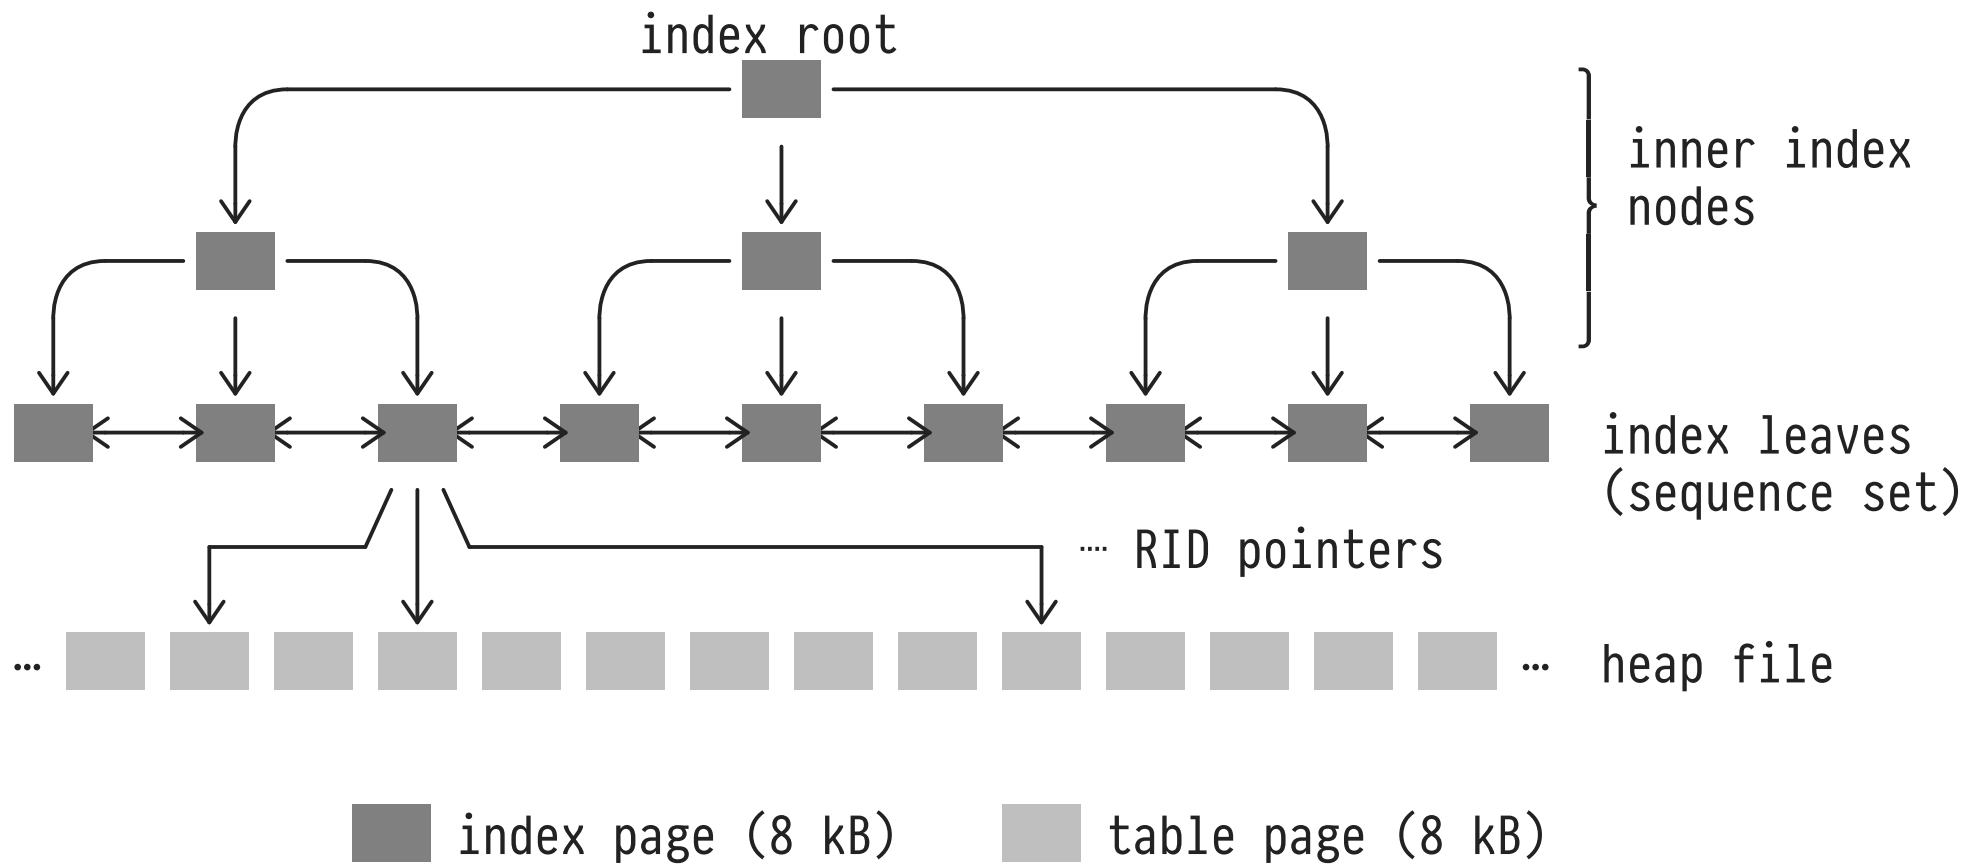 index root
inner index
nodes
index leaves
(sequence set)
···· RID pointers
… … heap file
index page (8 kB) table page (8 kB)